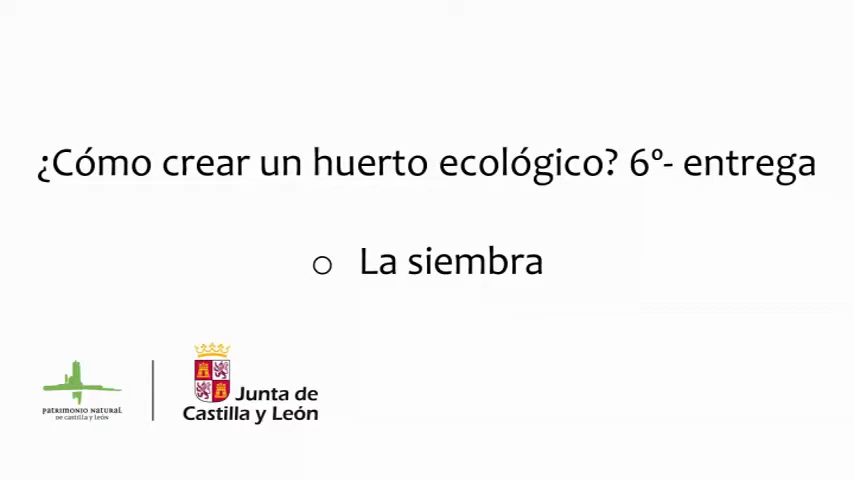 ¿Cómo crear un huerto ecológico? 6º- entrega
o La siembra
PATRIMONIO NATURAL
DE CASTILLA Y LEÓN
Junta de
Castilla y León